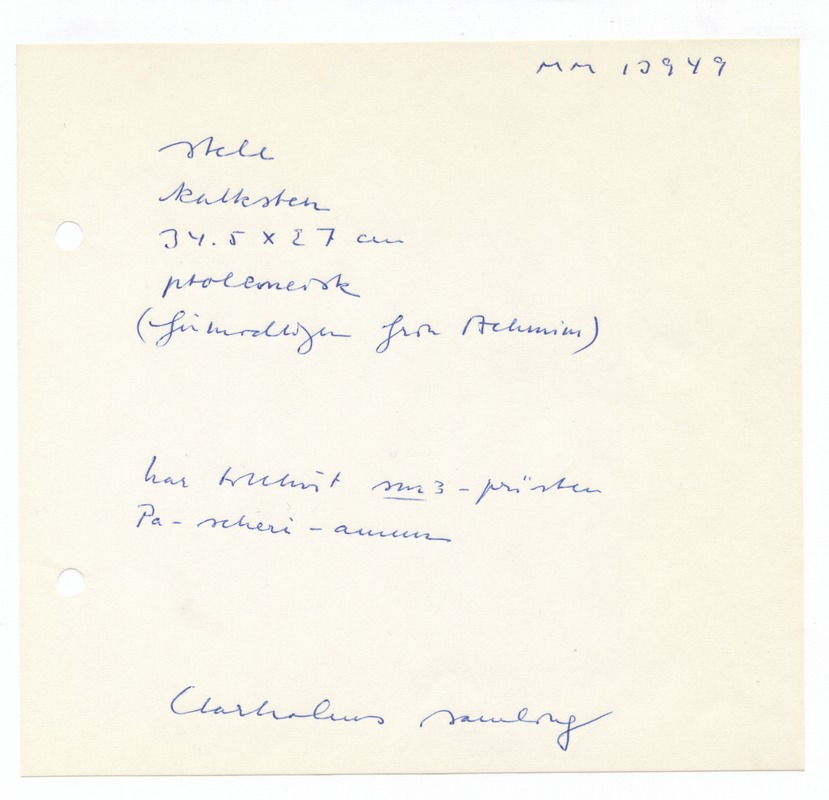 MM 13949
stele
kalksten
34.5 x 27 cm
ptolemeisk
(förmodligen från Achmim)
har tillhört sm3-prästen
Pa-scheri-amun
Clarholms samling